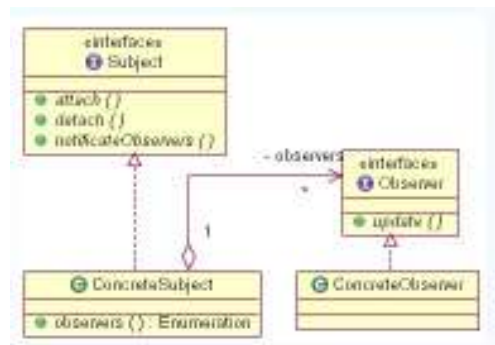 «interface»
Subject
attach ()
detach ()
notificateObservers ()
- observers
*
1
«interface»
Observer
update ()
ConcreteSubject
observers () : Enumeration
ConcreteObserver